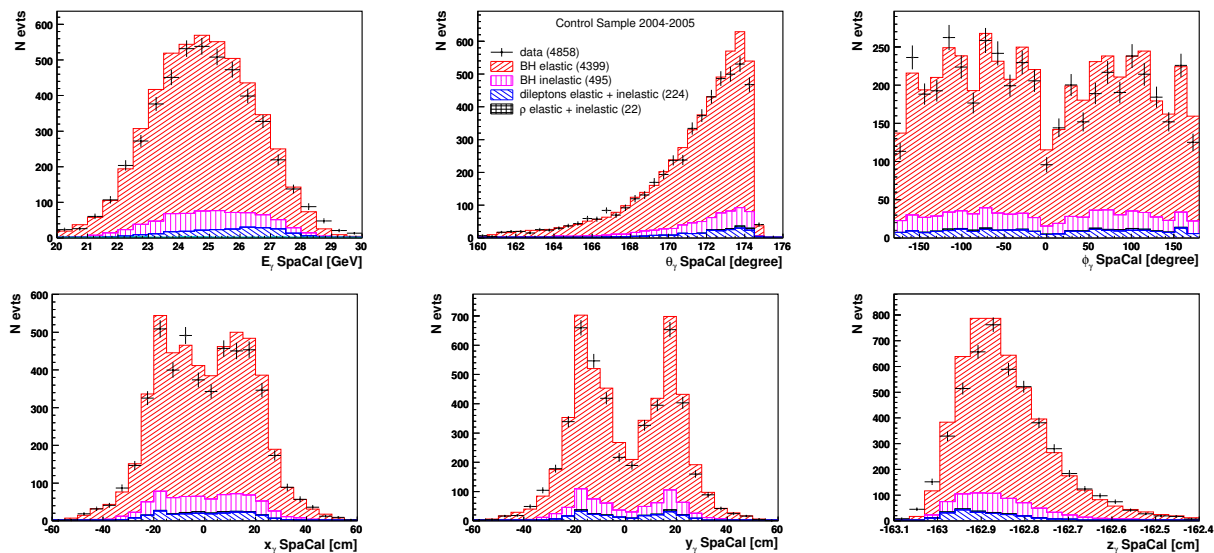 N evts
600
500
400
300
200
100
0
20 21 22 23 24 25 26 27 28 29 30
E_γ SpaCal [GeV]
N evts
600
500
400
300
200
100
0
Control Sample 2004-2005
data (4858)
BH elastic (4399)
BH inelastic (495)
dileptons elastic + inelastic (224)
ρ elastic + inelastic (22)
160 162 164 166 168 170 172 174 176
θ_γ SpaCal [degree]
N evts
250
200
150
100
50
0
-150 -100 -50 0 50 100 150
ϕ_γ SpaCal [degree]
N evts
600
500
400
300
200
100
0
-60 -40 -20 0 20 40 60
x_γ SpaCal [cm]
N evts
700
600
500
400
300
200
100
0
-60 -40 -20 0 20 40 60
y_γ SpaCal [cm]
N evts
800
700
600
500
400
300
200
100
0
-163.1 -163 -162.9 -162.8 -162.7 -162.6 -162.5 -162.4
z_γ SpaCal [cm]